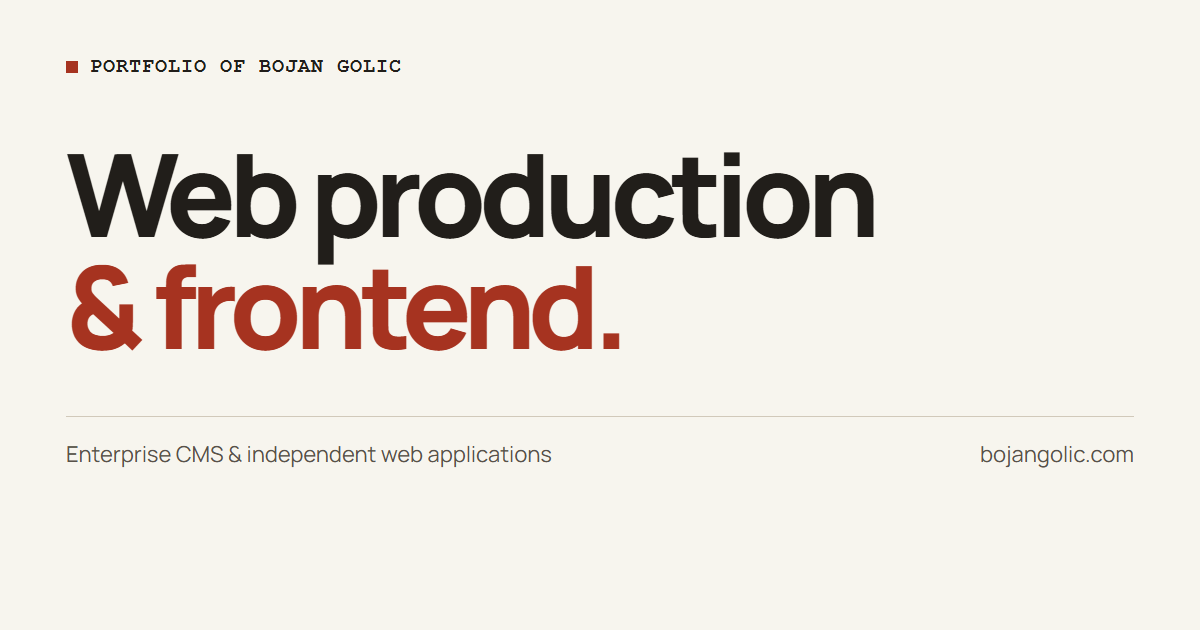 PORTFOLIO OF BOJAN GOLIC
Web production
& frontend.
Enterprise CMS & independent web applications
bojangolic.com